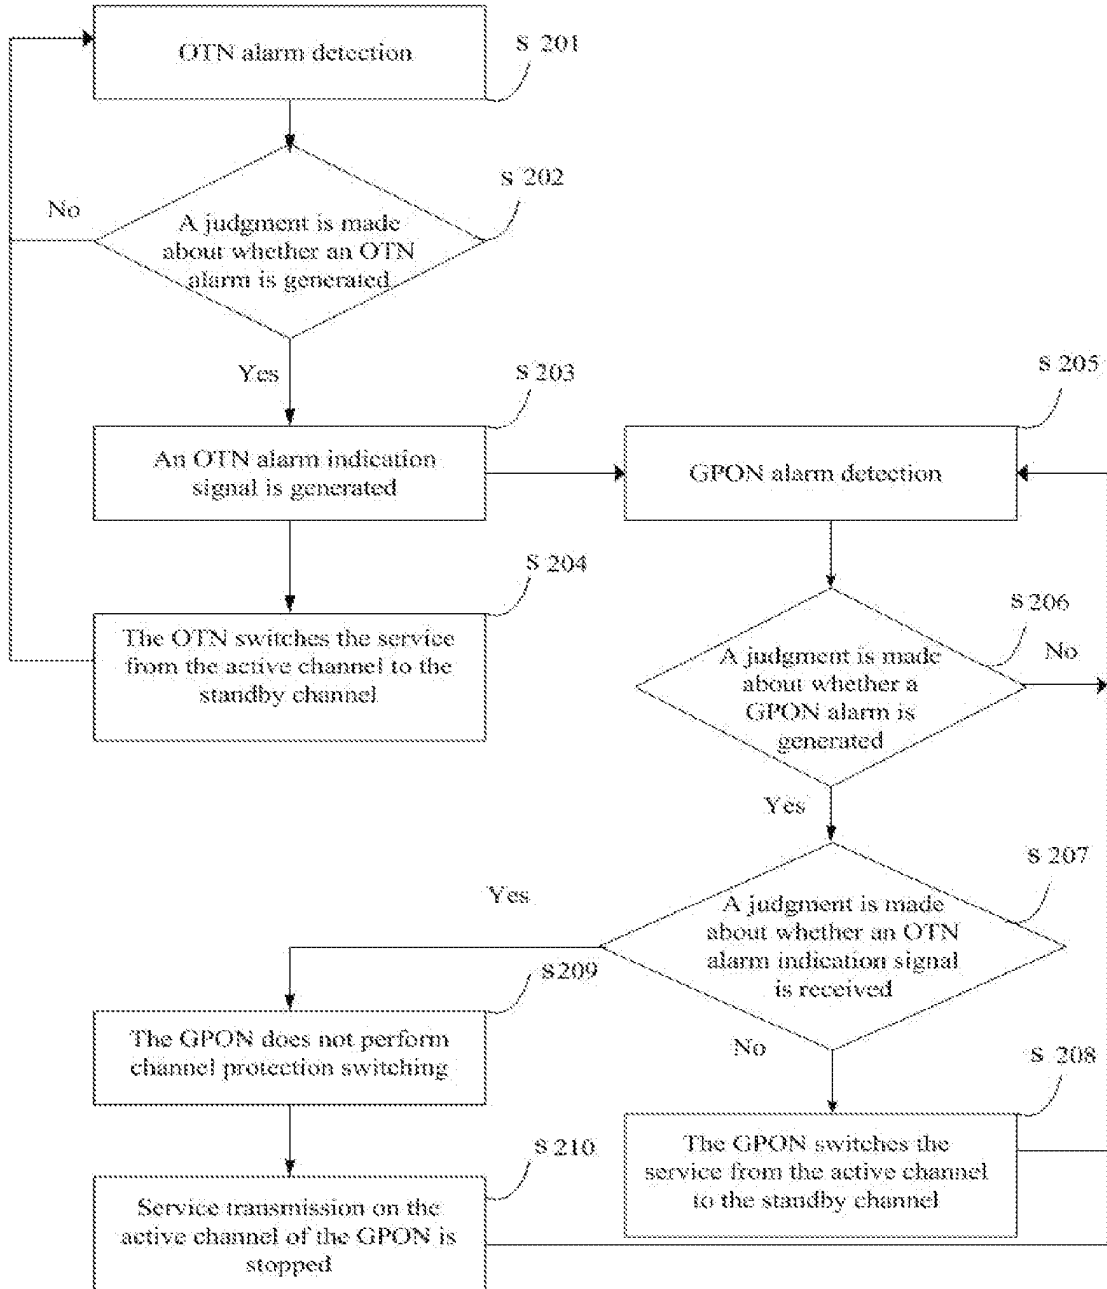 OTN alarm detection
S 201
S 202
No
A judgment is made
about whether an OTN
alarm is generated
Yes
S 203
An OTN alarm indication
signal is generated
S 204
The OTN switches the service
from the active channel to the
standby channel
S 205
GPON alarm detection
S 206
No
A judgment is made
about whether a
GPON alarm is
generated
Yes
S 207
A judgment is made
about whether an OTN
alarm indication signal
is received
Yes
No
S209
The GPON does not perform
channel protection switching
S 208
The GPON switches the
service from the active channel
to the standby channel
S 210
Service transmission on the
active channel of the GPON is
stopped